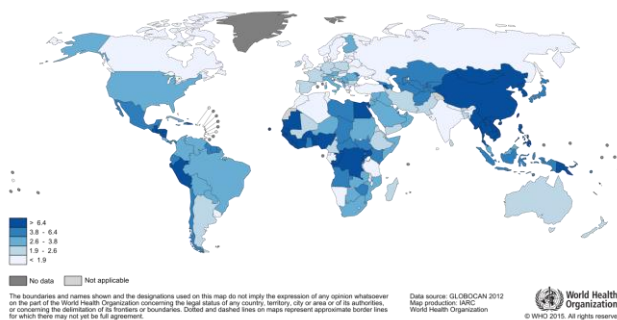 > 6.4
3.8 - 6.4
2.6 - 3.8
1.9 - 2.6
< 1.9
No data
Not applicable
The boundaries and names shown and the designations used on this map do not imply the expression of any opinion whatsoever
on the part of the World Health Organization concerning the legal status of any country, territory, city or area or of its authorities,
or concerning the delimitation of its frontiers or boundaries. Dotted and dashed lines on maps represent approximate border lines
for which there may not yet be full agreement.
Data source: GLOBOCAN 2012
Map production: IARC
World Health Organization
World Health
Organization
© WHO 2015. All rights reserve